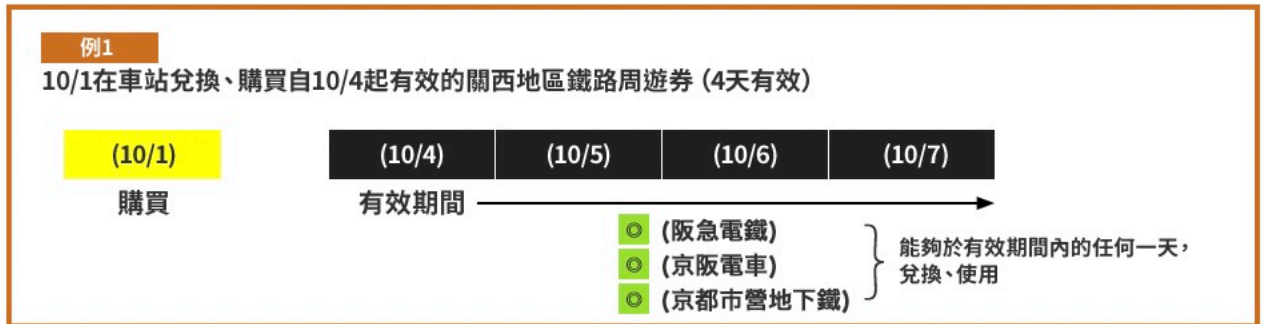 例1
10/1在車站兌換、購買自10/4起有效的關西地區鐵路周遊券（4天有效）
(10/1) (10/4) (10/5) (10/6) (10/7)
購買 有效期間
◎ (阪急電鐵)
◎ (京阪電車)
◎ (京都市營地下鐵)
能夠於有效期間內的任何一天，
兌換、使用